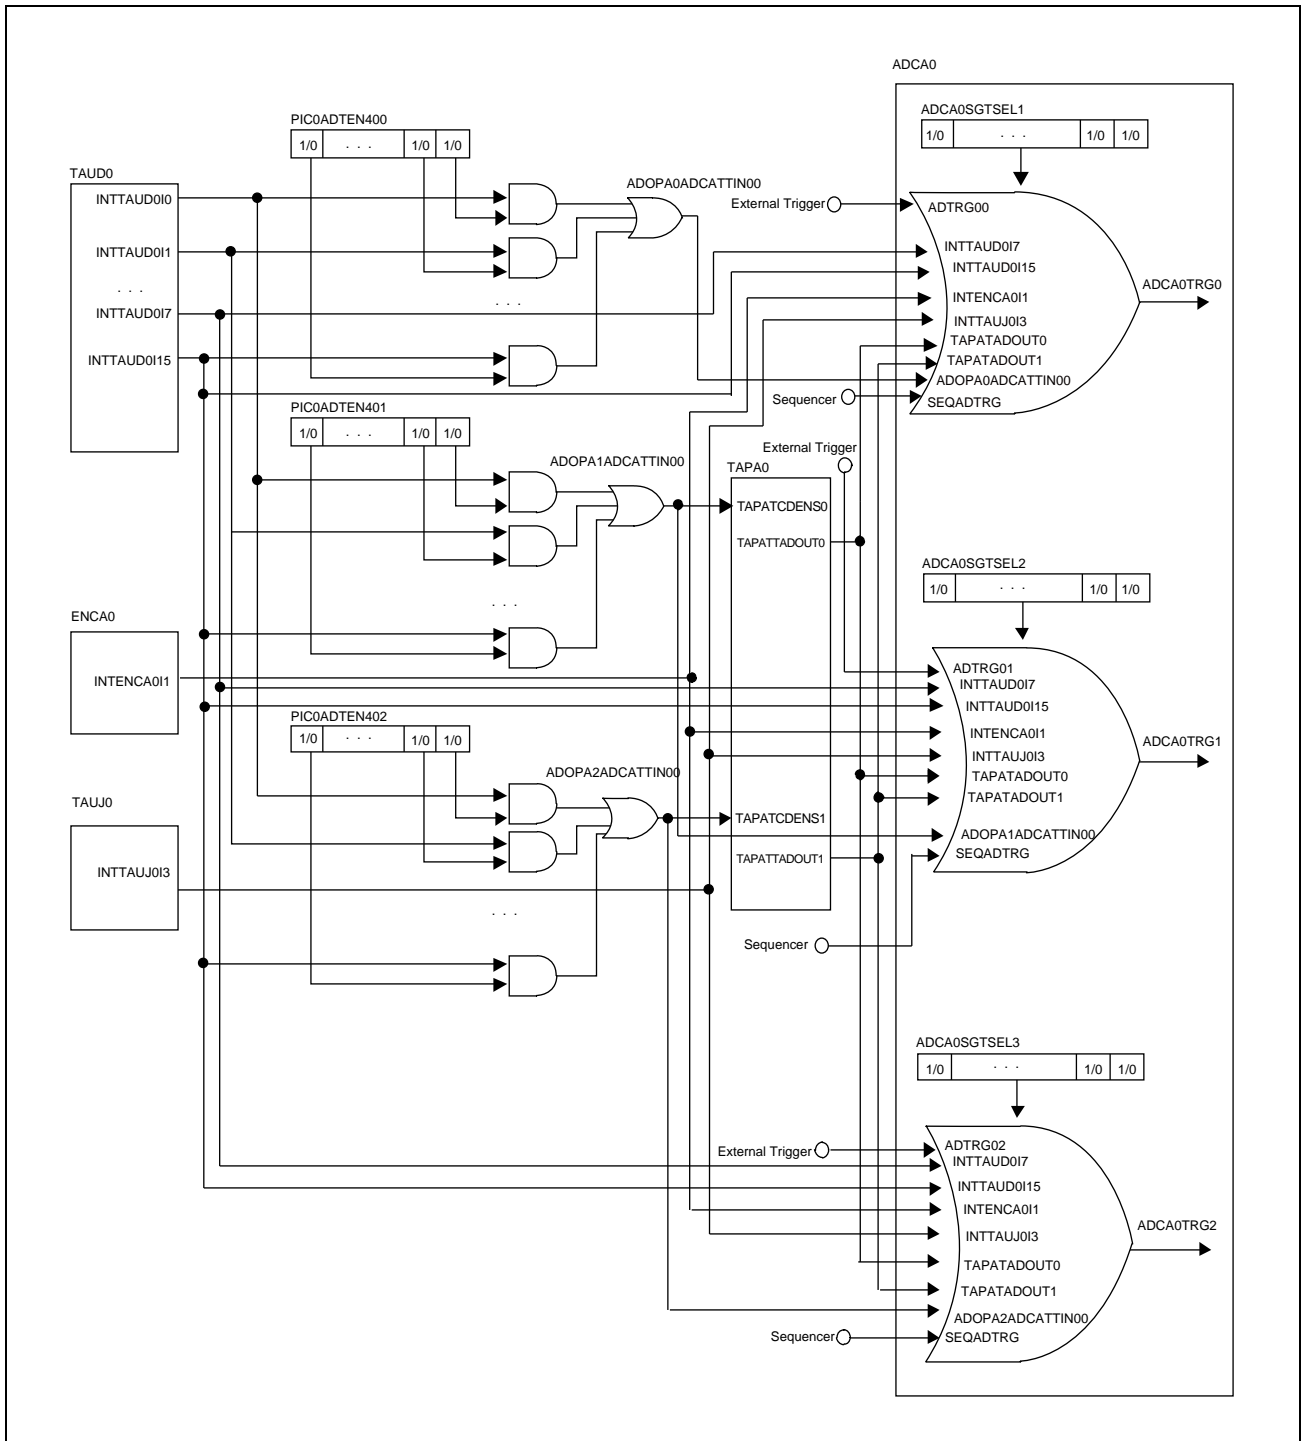 ADCA0
ADCA0SGTSEL1
1/0 . . . 1/0 1/0
PIC0ADTEN400
1/0 . . . 1/0 1/0
TAUD0
INTTAUD0I0
INTTAUD0I1
. . .
INTTAUD0I7
INTTAUD0I15
ADOPA0ADCATTIN00
. . .
External Trigger
ADTRG00
INTTAUD0I7
INTTAUD0I15
INTENCA0I1
INTTAUJ0I3
TAPATADOUT0
TAPATADOUT1
ADOPA0ADCATTIN00
Sequencer
SEQADTRG
ADCA0TRG0
PIC0ADTEN401
1/0 . . . 1/0 1/0
ADOPA1ADCATTIN00
. . .
External Trigger
TAPA0
TAPATCDENS0
TAPATTADOUT0
TAPATCDENS1
TAPATTADOUT1
ADCA0SGTSEL2
1/0 . . . 1/0 1/0
ENCA0
INTENCA0I1
ADTRG01
INTTAUD0I7
INTTAUD0I15
INTENCA0I1
INTTAUJ0I3
TAPATADOUT0
TAPATADOUT1
ADOPA1ADCATTIN00
SEQADTRG
ADCA0TRG1
PIC0ADTEN402
1/0 . . . 1/0 1/0
ADOPA2ADCATTIN00
. . .
TAUJ0
INTTAUJ0I3
Sequencer
ADCA0SGTSEL3
1/0 . . . 1/0 1/0
External Trigger
ADTRG02
INTTAUD0I7
INTTAUD0I15
INTENCA0I1
INTTAUJ0I3
TAPATADOUT0
TAPATADOUT1
ADOPA2ADCATTIN00
Sequencer
SEQADTRG
ADCA0TRG2